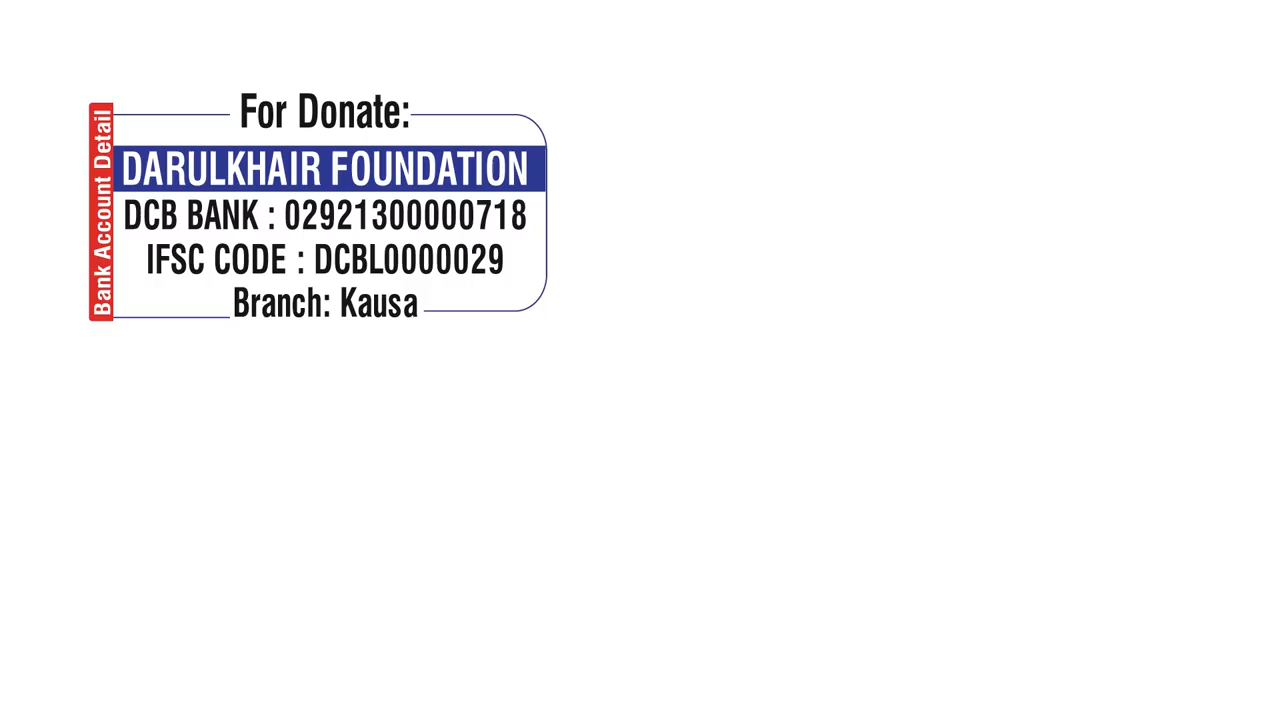 For Donate:
Bank Account Detail
DARULKHAIR FOUNDATION
DCB BANK : 02921300000718
IFSC CODE : DCBL0000029
Branch: Kausa